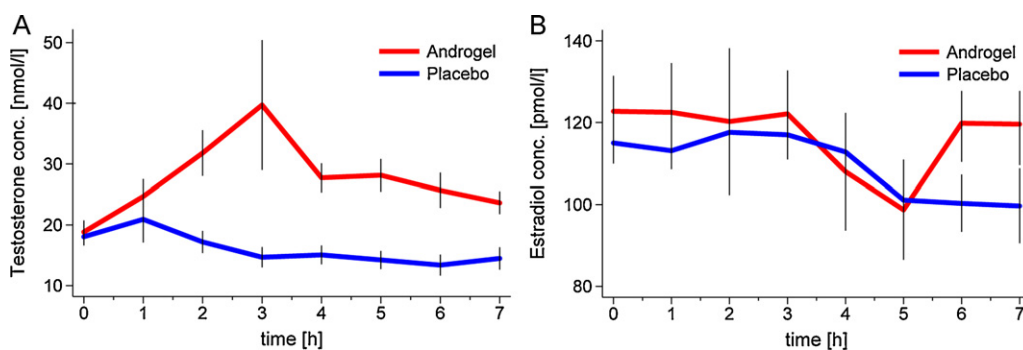 A
Testosterone conc. [nmol/l]
50
40
30
20
10
Androgel
Placebo
0 1 2 3 4 5 6 7
time [h]
B
Estradiol conc. [pmol/l]
140
120
100
80
Androgel
Placebo
0 1 2 3 4 5 6 7
time [h]